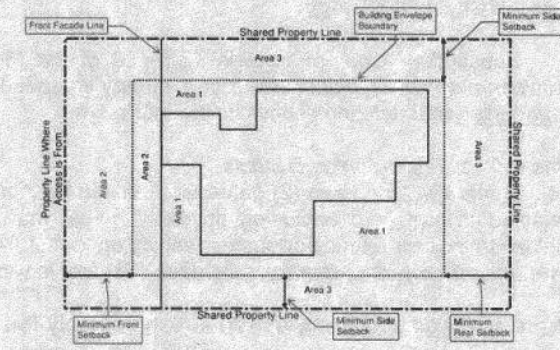 Front Facade Line
Building Envelope
Boundary
Minimum Side
Setback
Shared Property Line
Area 3
Area 1
Property Line Where
Access is From
Area 2
Area 2
Area 1
Area 1
Area 3
Shared Property Line
Area 3
Shared Property Line
Minimum Front
Setback
Minimum Side
Setback
Minimum
Rear Setback